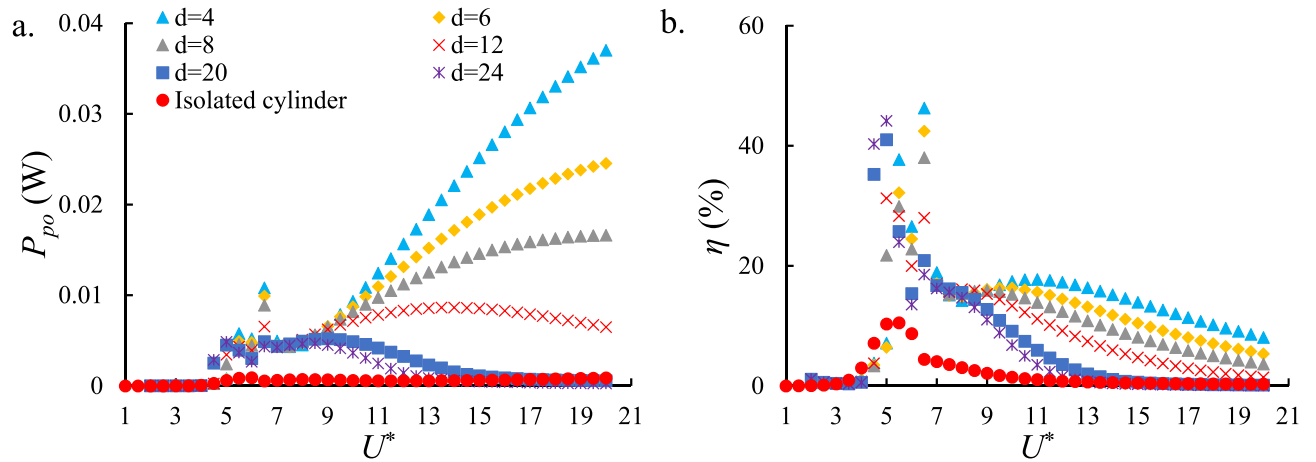 a.
d=4 d=6
d=8 d=12
d=20 d=24
Isolated cylinder
0.04
0.03
0.02
0.01
0
P_po (W)
1 3 5 7 9 11 13 15 17 19 21
U*
b.
60
40
20
0
η (%)
1 3 5 7 9 11 13 15 17 19 21
U*